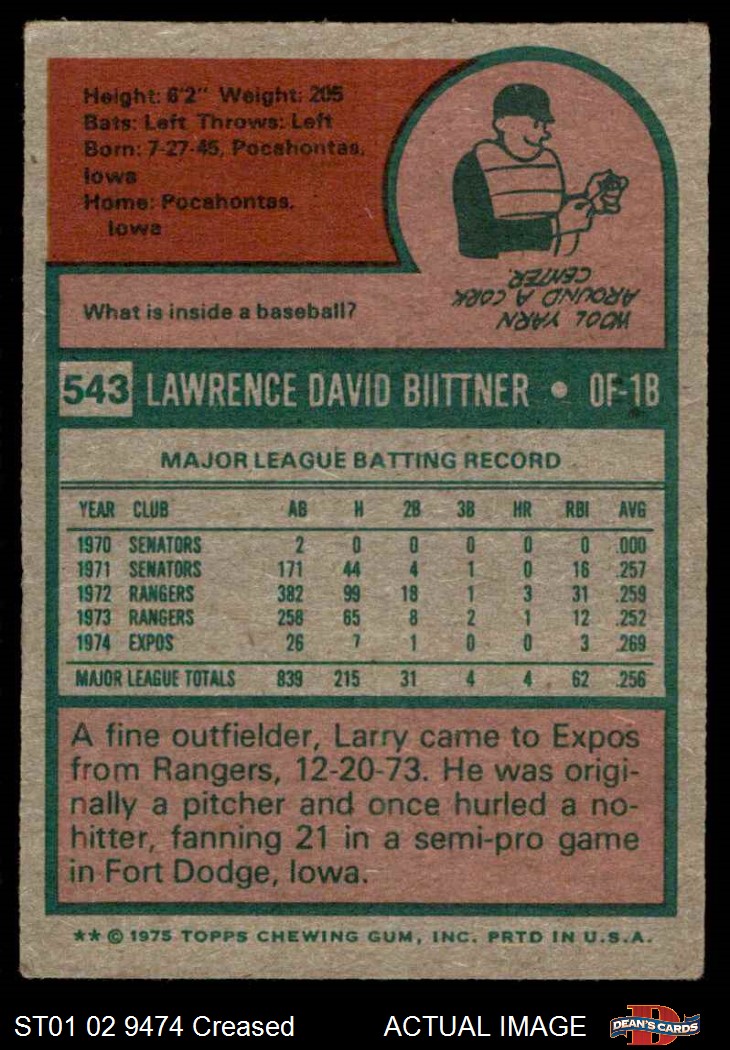 Height: 6'2" Weight: 205
Bats: Left Throws: Left
Born: 7-27-45, Pocahontas,
Iowa
Home: Pocahontas,
Iowa
What is inside a baseball?
WOOL YARN
AROUND A CORK
CENTER.
543 LAWRENCE DAVID BIITTNER • OF-1B
MAJOR LEAGUE BATTING RECORD
YEAR CLUB AB H 2B 3B HR RBI AVG
1970 SENATORS 2 0 0 0 0 0 .000
1971 SENATORS 171 44 4 1 0 16 .257
1972 RANGERS 382 99 18 1 3 31 .259
1973 RANGERS 258 65 8 2 1 12 .252
1974 EXPOS 26 7 1 0 0 3 .269
MAJOR LEAGUE TOTALS 839 215 31 4 4 62 .256
A fine outfielder, Larry came to Expos
from Rangers, 12-20-73. He was origi-
nally a pitcher and once hurled a no-
hitter, fanning 21 in a semi-pro game
in Fort Dodge, Iowa.
** © 1975 TOPPS CHEWING GUM, INC. PRTD IN U.S.A.
ST01 02 9474 Creased ACTUAL IMAGE
D
DEAN'S CARDS